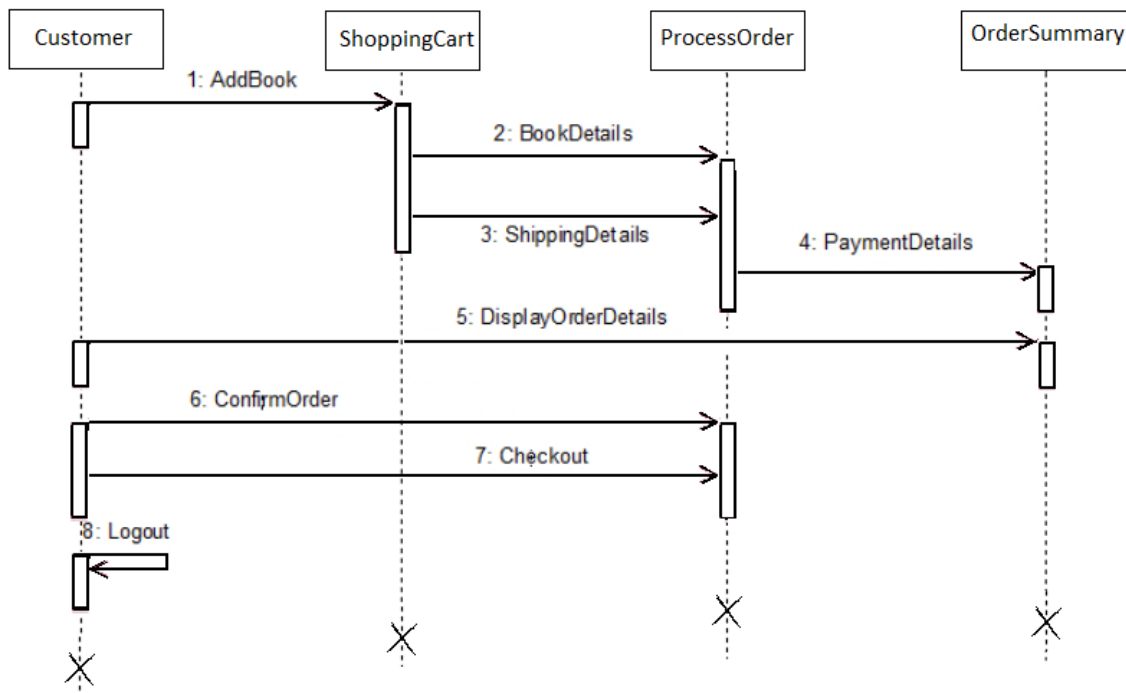 Customer
ShoppingCart
ProcessOrder
OrderSummary
1: AddBook
2: BookDetails
3: ShippingDetails
4: PaymentDetails
5: DisplayOrderDetails
6: ConfirmOrder
7: Checkout
8: Logout